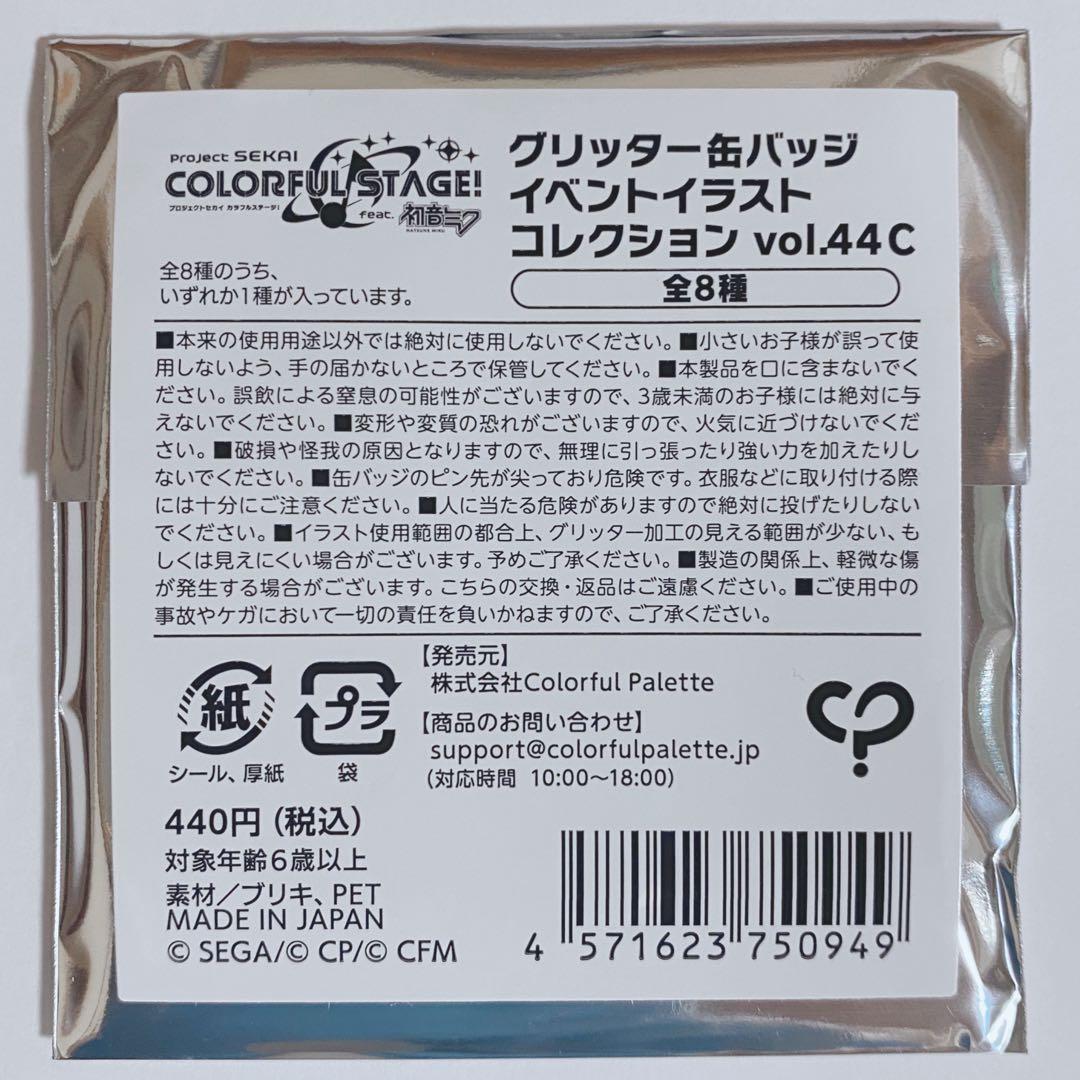 Project SEKAI
COLORFUL STAGE!
プロジェクトセカイ カラフルステージ!
feat. 初音ミク
HATSUNE MIKU
グリッター缶バッジ
イベントイラスト
コレクション vol.44 C
全8種
全8種のうち、
いずれか1種が入っています。
■本来の使用用途以外では絶対に使用しないでください。■小さいお子様が誤って使
用しないよう、手の届かないところで保管してください。■本製品を口に含まないでく
ださい。誤飲による窒息の可能性がございますので、3歳未満のお子様には絶対に与
えないでください。■変形や変質の恐れがございますので、火気に近づけないでくだ
さい。■破損や怪我の原因となりますので、無理に引っ張ったり強い力を加えたりし
ないでください。■缶バッジのピン先が尖っており危険です。衣服などに取り付ける際
には十分にご注意ください。■人に当たる危険がありますので絶対に投げたりしない
でください。■イラスト使用範囲の都合上、グリッター加工の見える範囲が少ない、も
しくは見えにくい場合がございます。予めご了承ください。■製造の関係上、軽微な傷
が発生する場合がございます。こちらの交換・返品はご遠慮ください。■ご使用中の
事故やケガにおいて一切の責任を負いかねますので、ご了承ください。
紙
シール、厚紙
プラ
袋
【発売元】
株式会社Colorful Palette
【商品のお問い合わせ】
support@colorfulpalette.jp
(対応時間 10:00〜18:00)
440円(税込)
対象年齢6歳以上
素材/ブリキ、PET
MADE IN JAPAN
© SEGA/© CP/© CFM
4 571623 750949